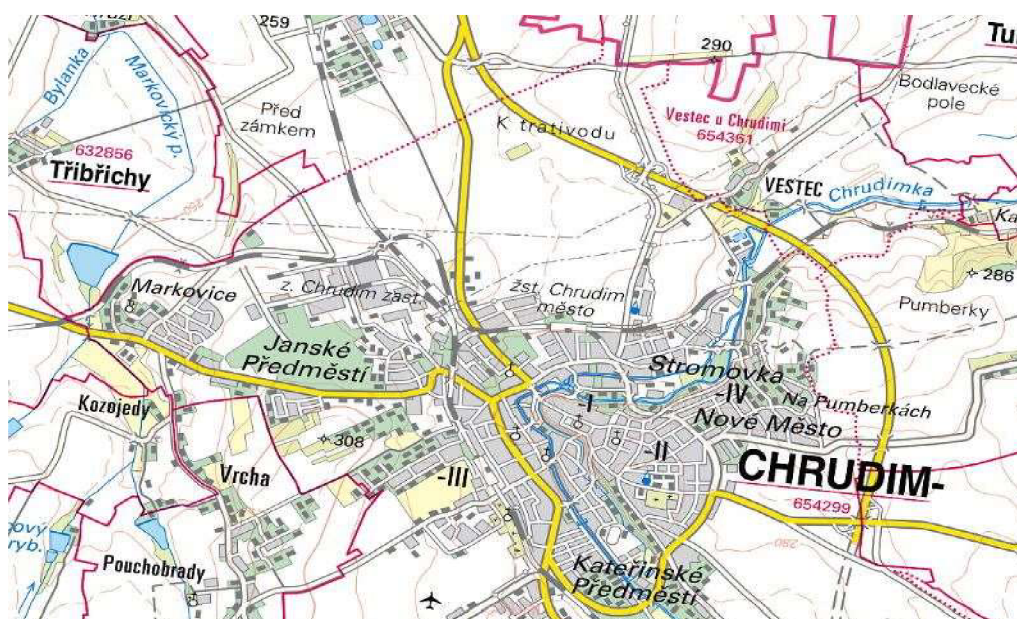 259
290
Bylanka
Markovický p.
Před
zámkem
K trativodu
Vestec u Chrudimi
654361
Bodlavecké
pole
632856
Třibřichy
VESTEC
Chrudimka
286
Pumberky
Markovice
z. Chrudim zast.
žst. Chrudim
město
Janské
Předměstí
Stromovka
-IV
Na Pumberkách
Nové Město
-I
-II
-III
Kozojedy
308
Vrcha
CHRUDIM-
654299
280
ryb.
Pouchobrady
Kateřinské
Předměstí